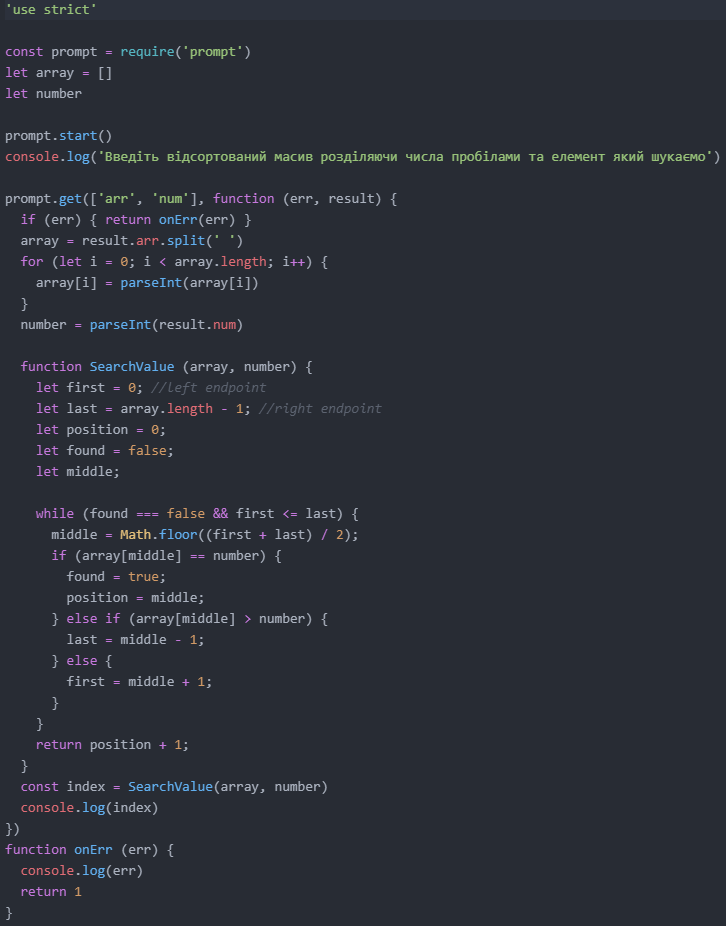 'use strict'
const prompt = require('prompt')
let array = []
let number
prompt.start()
console.log('Введіть відсортований масив розділяючи числа пробілами та елемент який шукаємо')
prompt.get(['arr', 'num'], function (err, result) {
  if (err) { return onErr(err) }
  array = result.arr.split(' ')
  for (let i = 0; i < array.length; i++) {
    array[i] = parseInt(array[i])
  }
  number = parseInt(result.num)
  function SearchValue (array, number) {
    let first = 0; //left endpoint
    let last = array.length - 1; //right endpoint
    let position = 0;
    let found = false;
    let middle;
    while (found === false && first <= last) {
      middle = Math.floor((first + last) / 2);
      if (array[middle] == number) {
        found = true;
        position = middle;
      } else if (array[middle] > number) {
        last = middle - 1;
      } else {
        first = middle + 1;
      }
    }
    return position + 1;
  }
  const index = SearchValue(array, number)
  console.log(index)
})
function onErr (err) {
  console.log(err)
  return 1
}